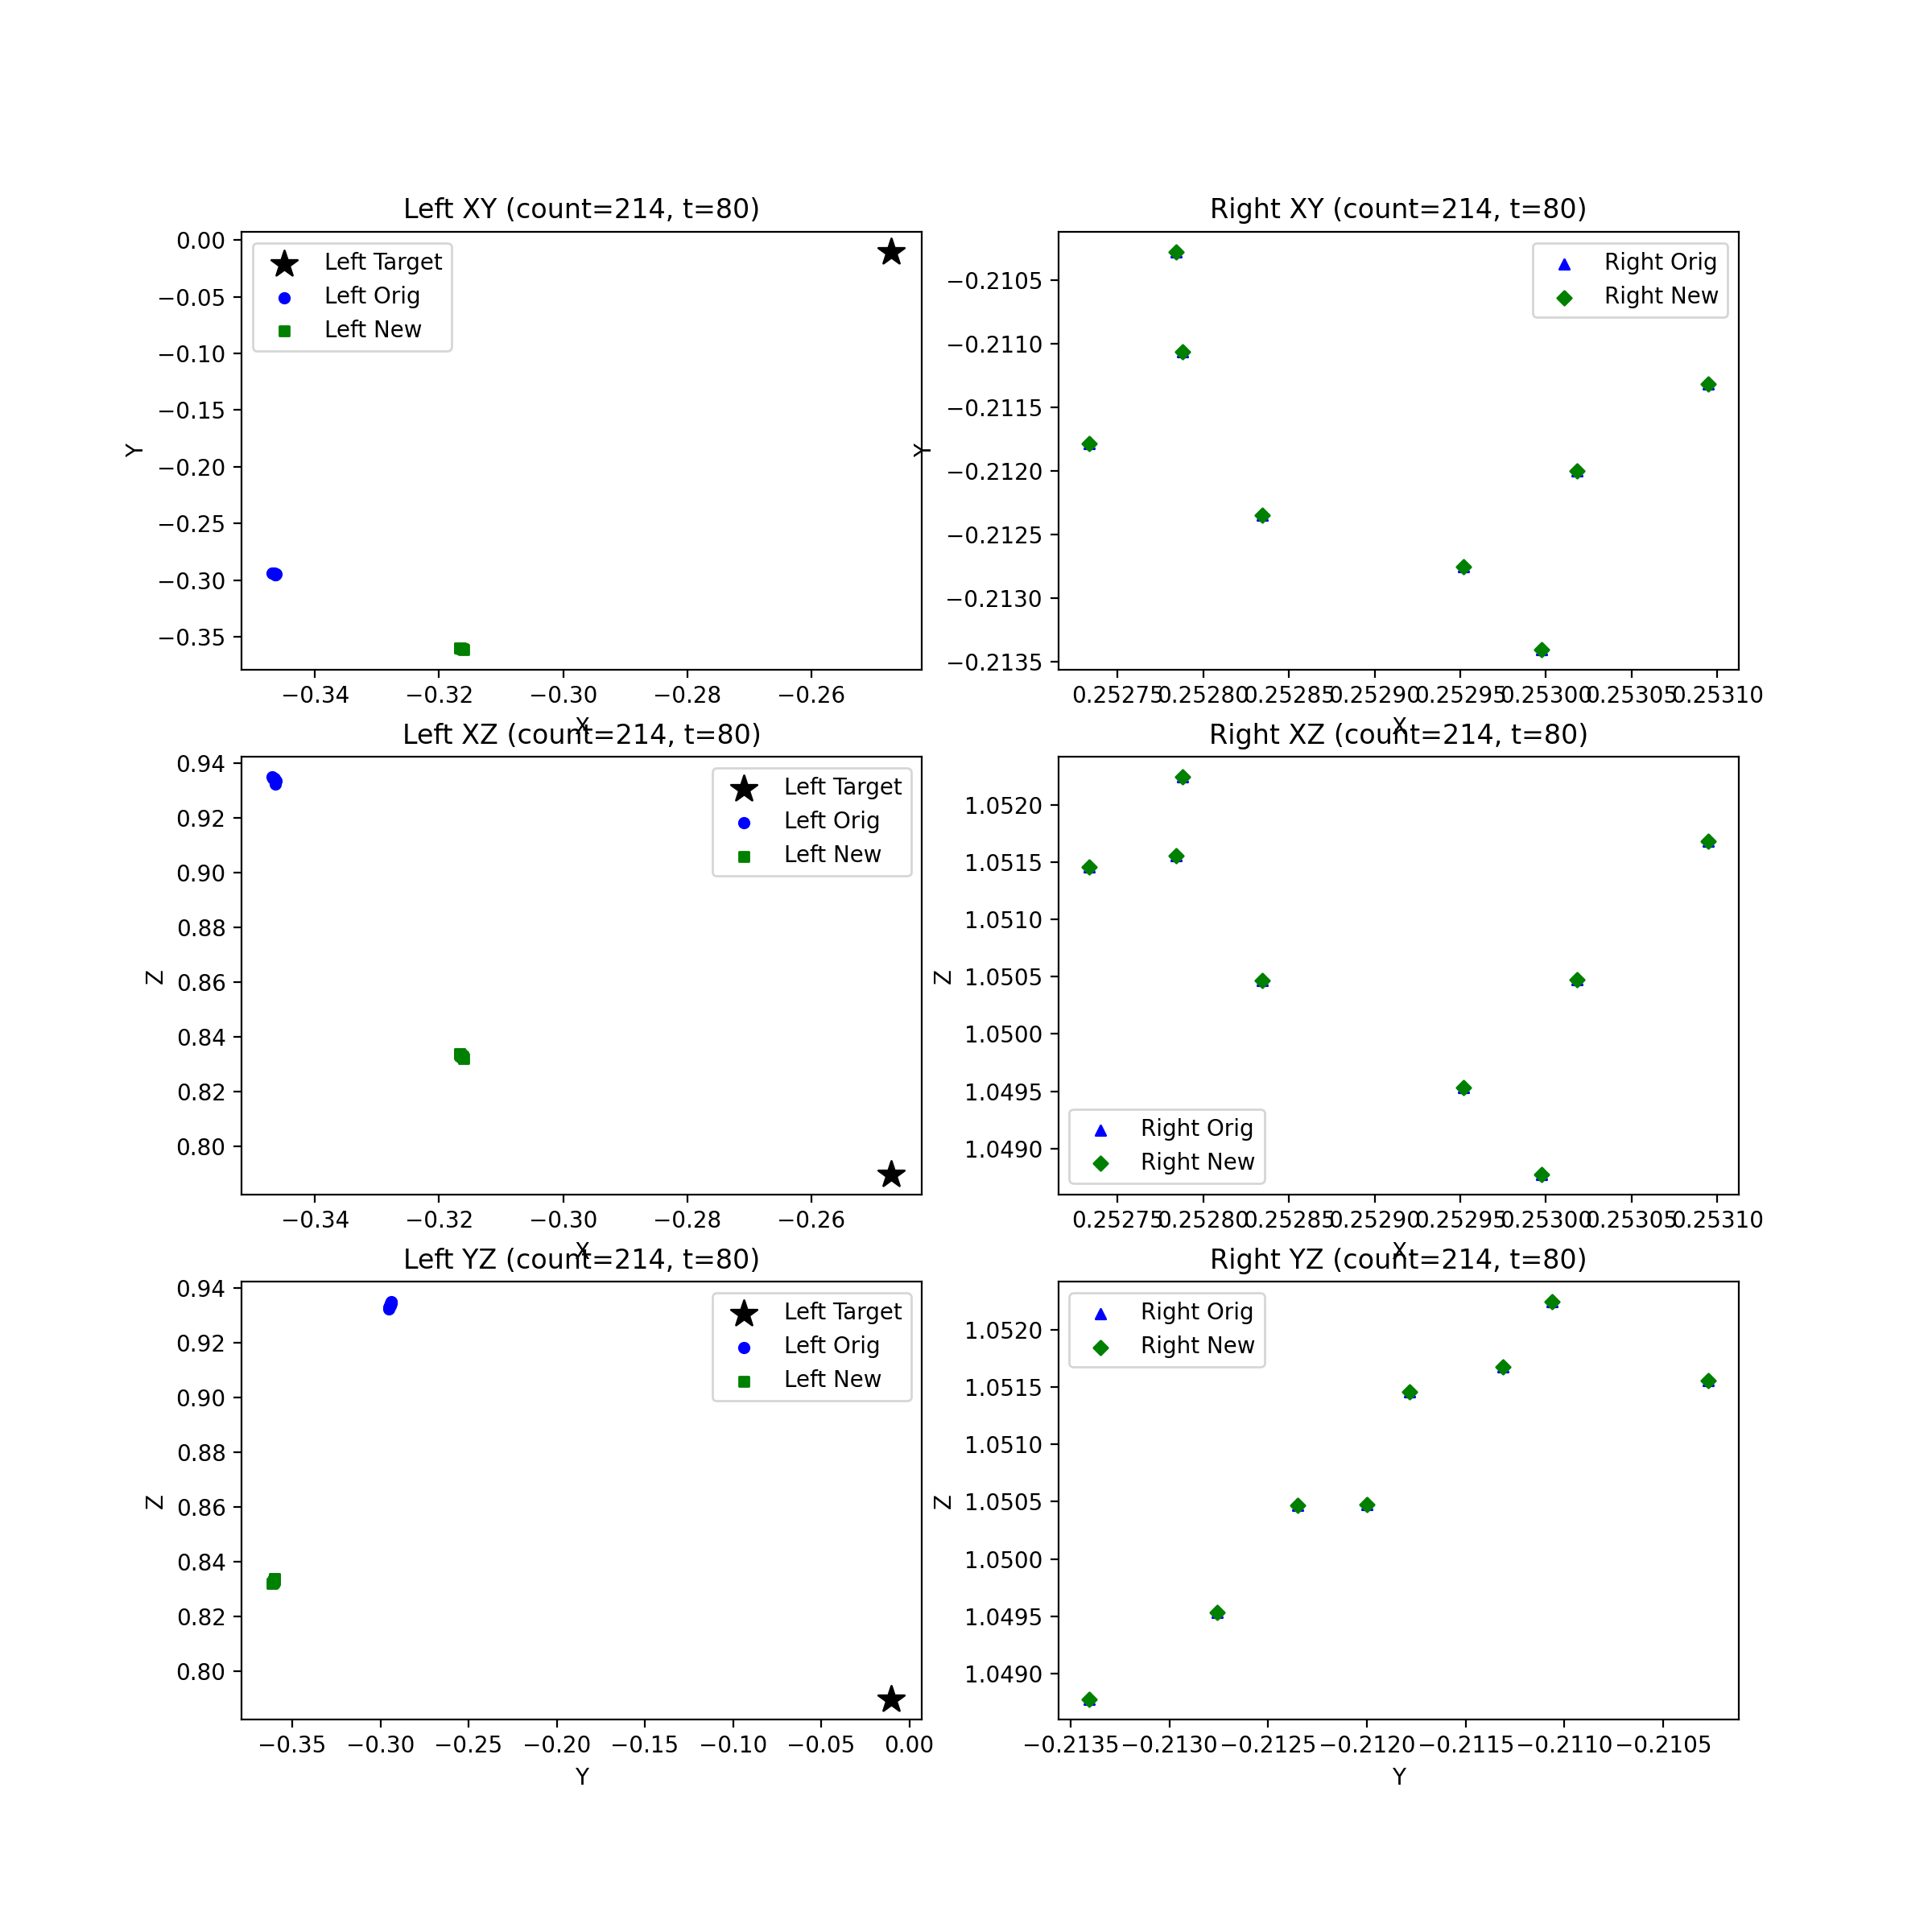 Left XY (count=214, t=80)
0.00
−0.05
−0.10
−0.15
−0.20
−0.25
−0.30
−0.35
Y
Left Target
Left Orig
Left New
−0.34 −0.32 −0.30 −0.28 −0.26
X
Right XY (count=214, t=80)
−0.2105
−0.2110
−0.2115
−0.2120
−0.2125
−0.2130
−0.2135
Y
Right Orig
Right New
0.25275 0.25280 0.25285 0.25290 0.25295 0.25300 0.25305 0.25310
X
Left XZ (count=214, t=80)
0.94
0.92
0.90
0.88
0.86
0.84
0.82
0.80
Z
Left Target
Left Orig
Left New
−0.34 −0.32 −0.30 −0.28 −0.26
X
Right XZ (count=214, t=80)
1.0520
1.0515
1.0510
1.0505
1.0500
1.0495
1.0490
Z
Right Orig
Right New
0.25275 0.25280 0.25285 0.25290 0.25295 0.25300 0.25305 0.25310
X
Left YZ (count=214, t=80)
0.94
0.92
0.90
0.88
0.86
0.84
0.82
0.80
Z
Left Target
Left Orig
Left New
−0.35 −0.30 −0.25 −0.20 −0.15 −0.10 −0.05 0.00
Y
Right YZ (count=214, t=80)
1.0520
1.0515
1.0510
1.0505
1.0500
1.0495
1.0490
Z
Right Orig
Right New
−0.2135 −0.2130 −0.2125 −0.2120 −0.2115 −0.2110 −0.2105
Y